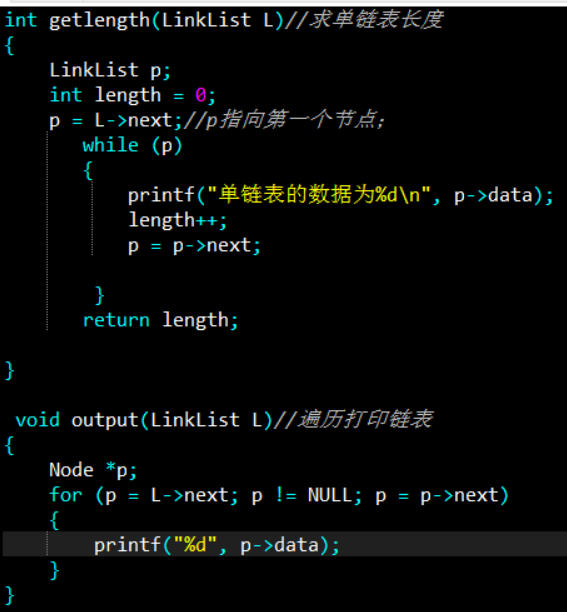 int getlength(LinkList L)//求单链表长度
{
LinkList p;
int length = 0;
p = L->next;//p指向第一个节点;
while (p)
{
printf("单链表的数据为%d\n", p->data);
length++;
p = p->next;
}
return length;
}
void output(LinkList L)//遍历打印链表
{
Node *p;
for (p = L->next; p != NULL; p = p->next)
{
printf("%d", p->data);
}
}